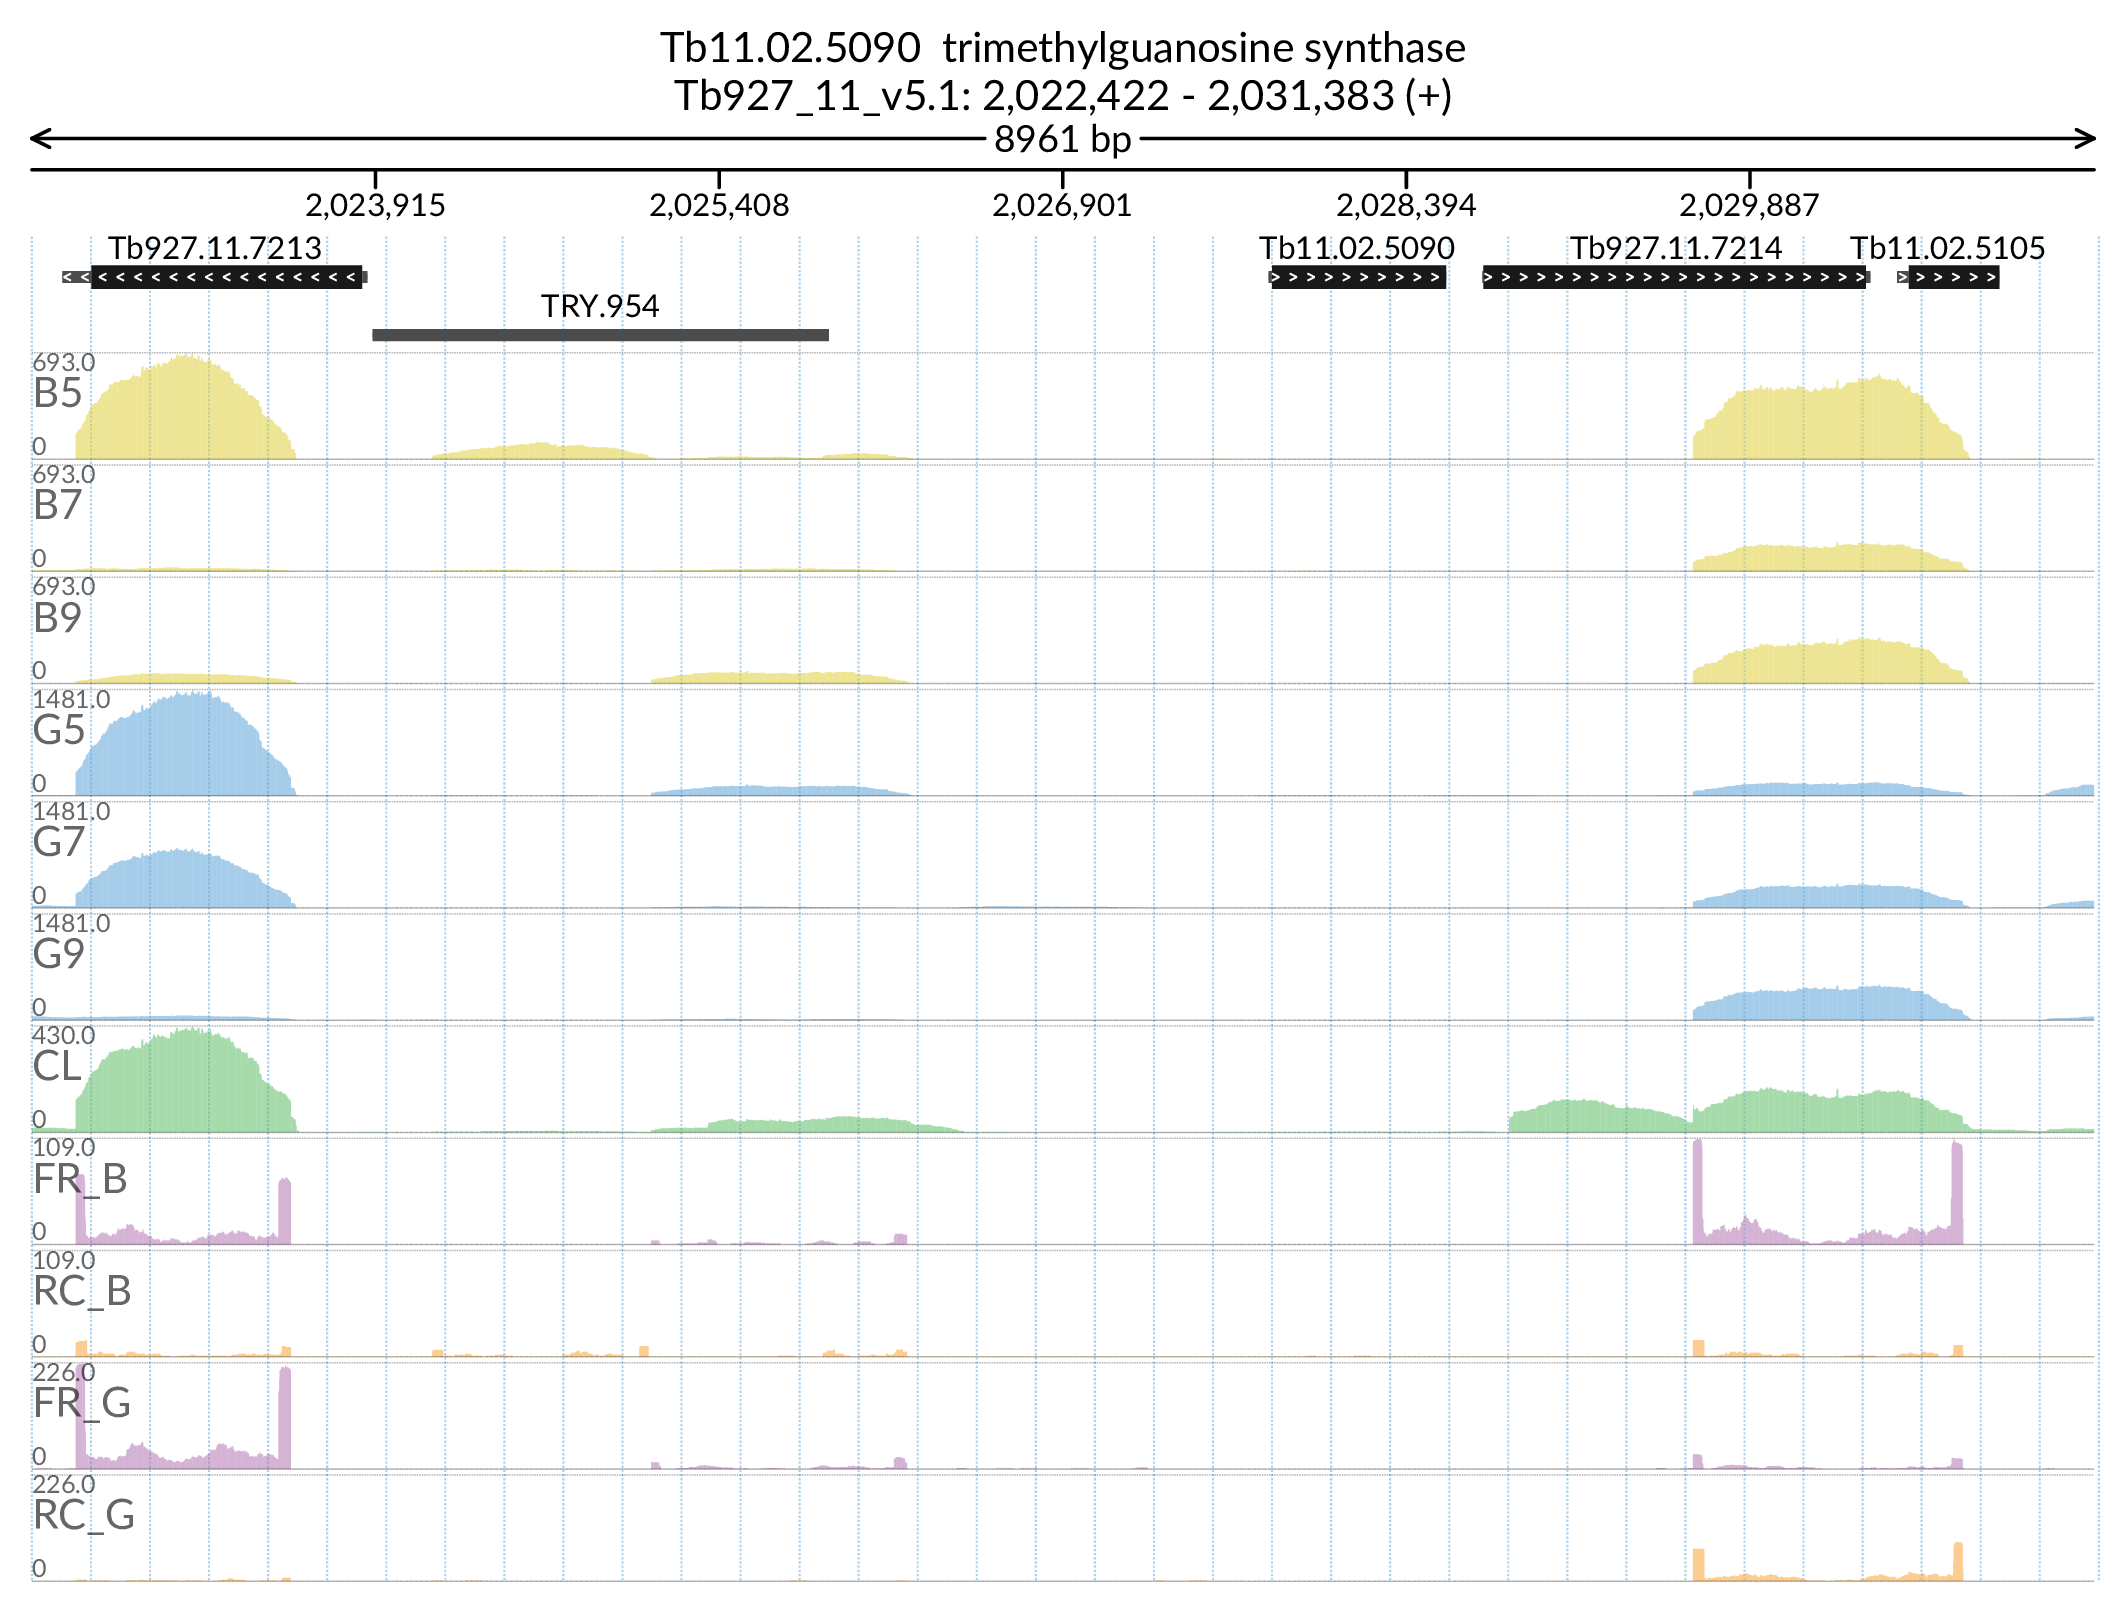 Tb11.02.5090 trimethylguanosine synthase
Tb927_11_v5.1: 2,022,422 - 2,031,383 (+)
8961 bp
2,023,915 2,025,408 2,026,901 2,028,394 2,029,887
Tb927.11.7213 Tb11.02.5090 Tb927.11.7214 Tb11.02.5105
TRY.954
693.0
B5
0
693.0
B7
0
693.0
B9
0
1481.0
G5
0
1481.0
G7
0
1481.0
G9
0
430.0
CL
0
109.0
FR_B
0
109.0
RC_B
0
226.0
FR_G
0
226.0
RC_G
0